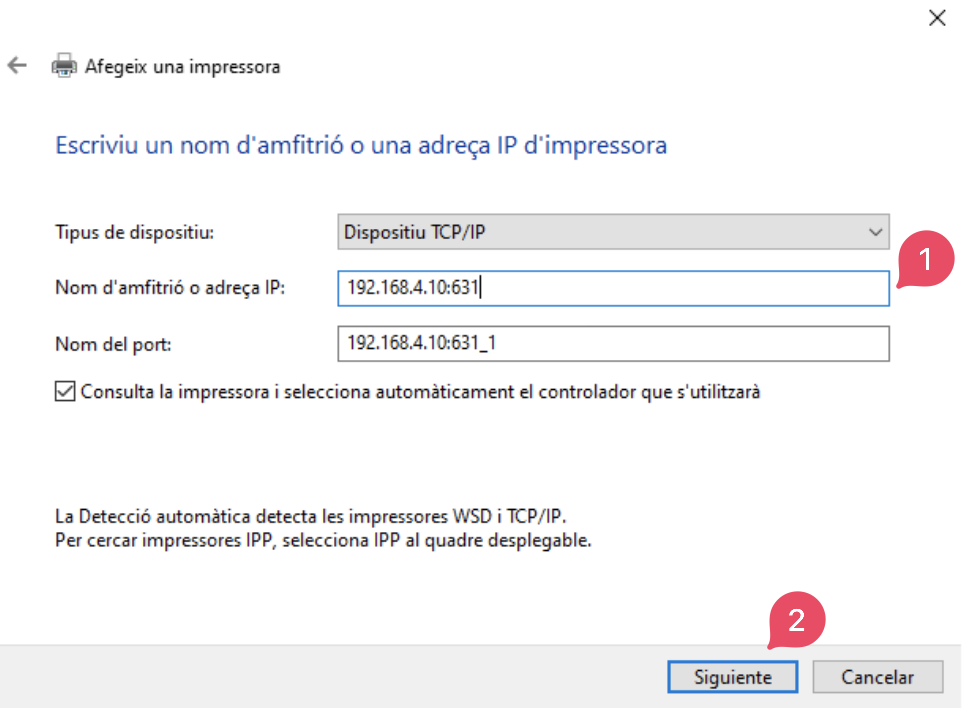 Afegeix una impressora
Escriviu un nom d'amfitrió o una adreça IP d'impressora
Tipus de dispositiu:
Dispositiu TCP/IP
1
Nom d'amfitrió o adreça IP:
192.168.4.10:631
Nom del port:
192.168.4.10:631_1
Consulta la impressora i selecciona automàticament el controlador que s'utilitzarà
La Detecció automàtica detecta les impressores WSD i TCP/IP.
Per cercar impressores IPP, selecciona IPP al quadre desplegable.
2
Siguiente
Cancelar